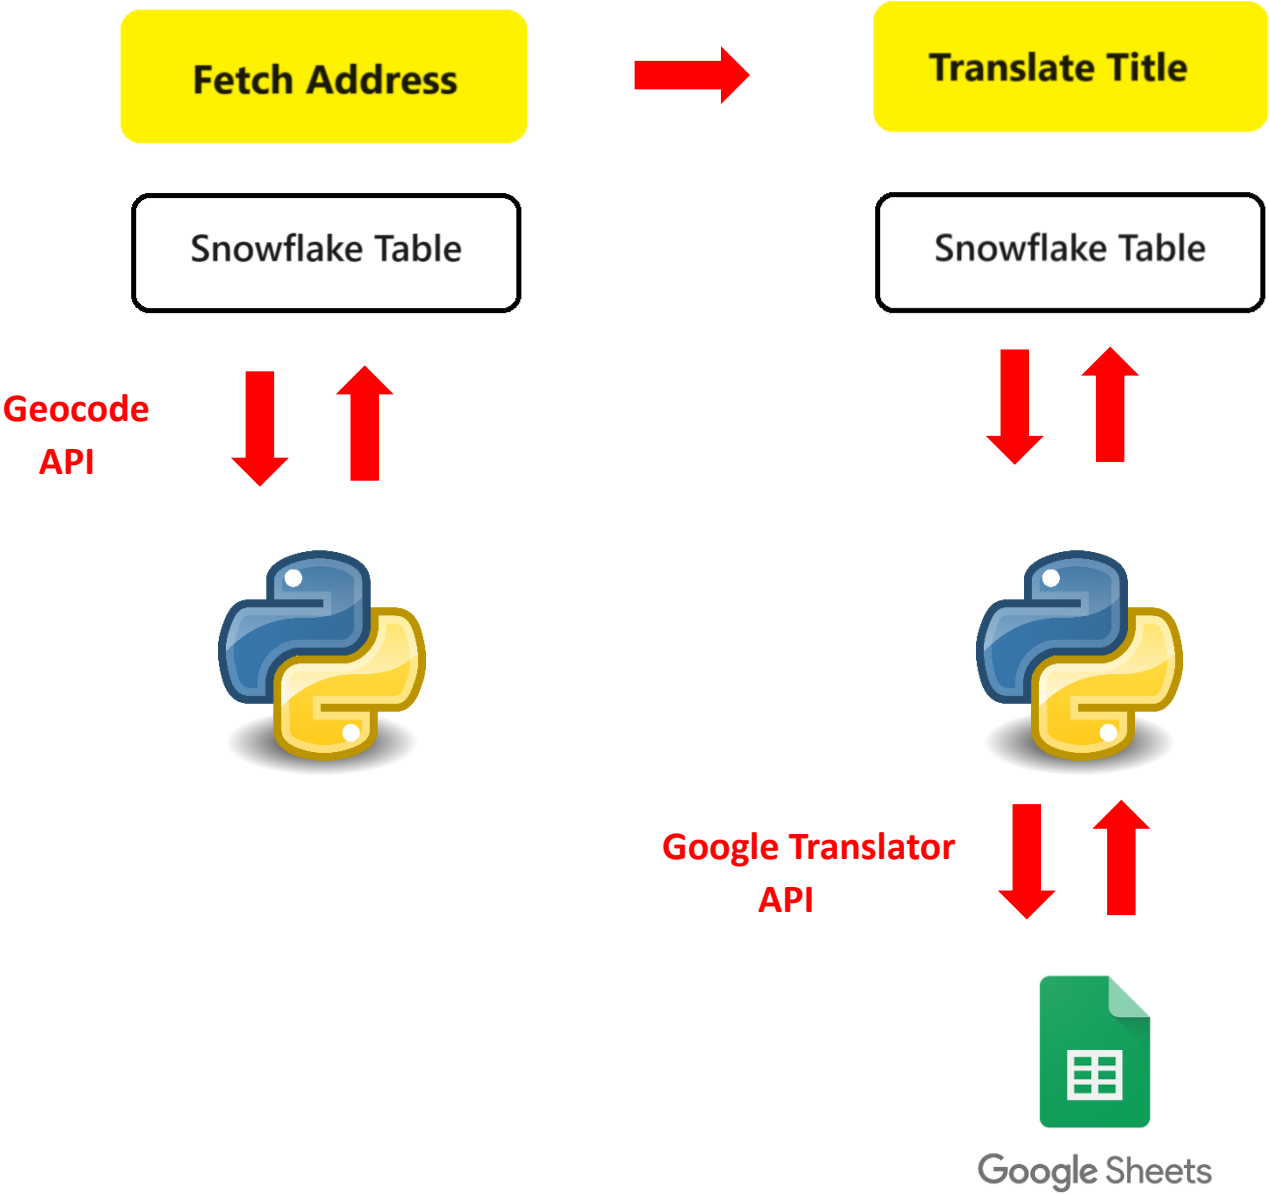 Fetch Address
Translate Title
Snowflake Table
Snowflake Table
Geocode
API
Google Translator
API
Google Sheets